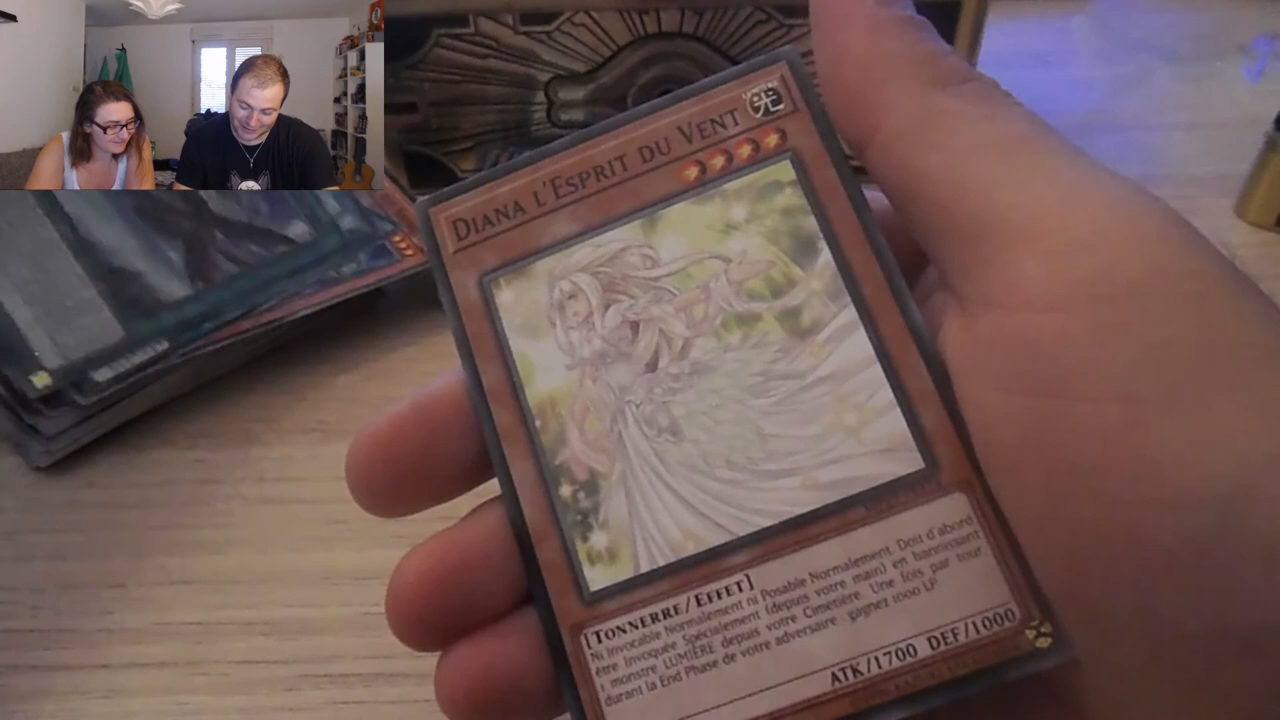 DIANA L'ESPRIT DU VENT
LUMIÈRE
光
[TONNERRE/EFFET]
Ni Invocable Normalement ni Posable Normalement. Doit d'abord
être Invoquée Spécialement (depuis votre main) en bannissant
1 monstre LUMIÈRE depuis votre Cimetière. Une fois par tour,
durant la End Phase de votre adversaire : gagnez 1000 LP.
ATK/1700 DEF/1000